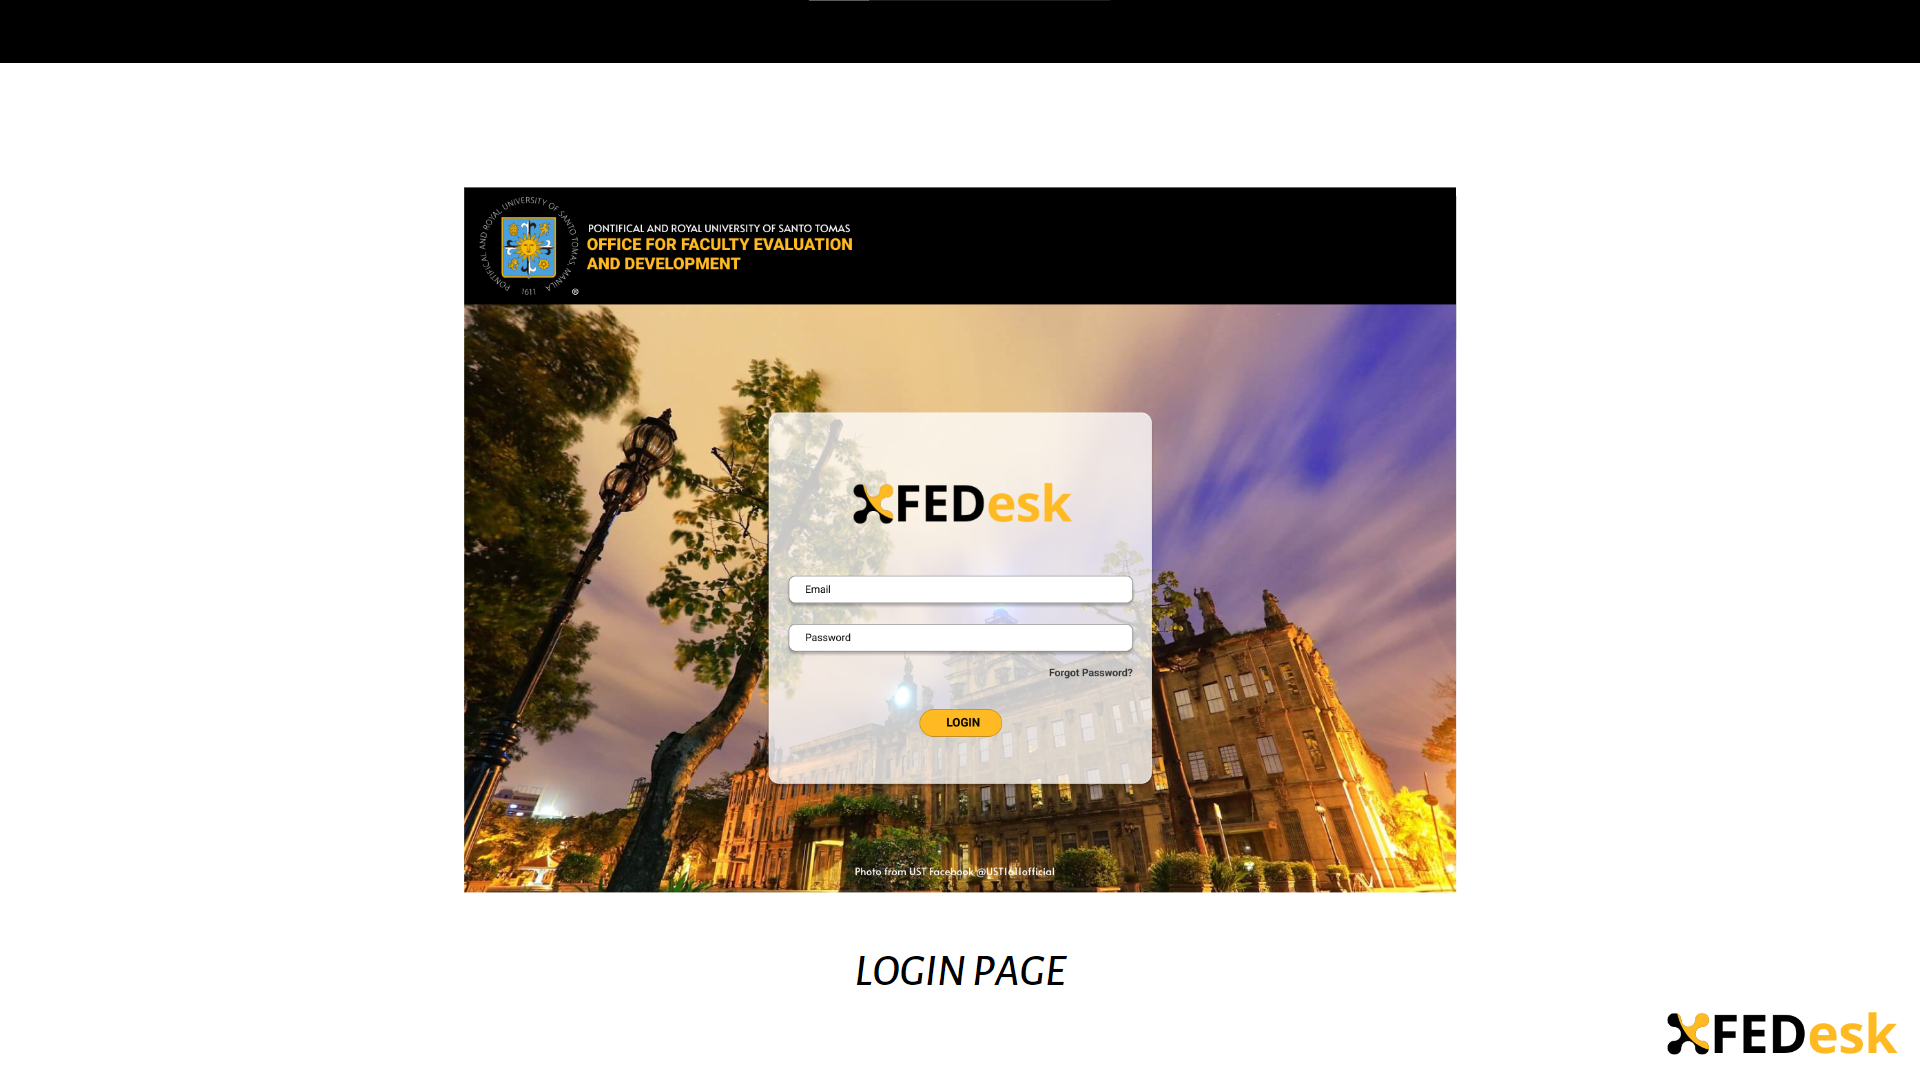 PONTIFICAL AND ROYAL UNIVERSITY OF SANTO TOMAS, MANILA
1611
®
PONTIFICAL AND ROYAL UNIVERSITY OF SANTO TOMAS
OFFICE FOR FACULTY EVALUATION
AND DEVELOPMENT
FEDesk
Email
Password
Forgot Password?
LOGIN
Photo from UST Facebook @UST1611official
LOGIN PAGE
FEDesk